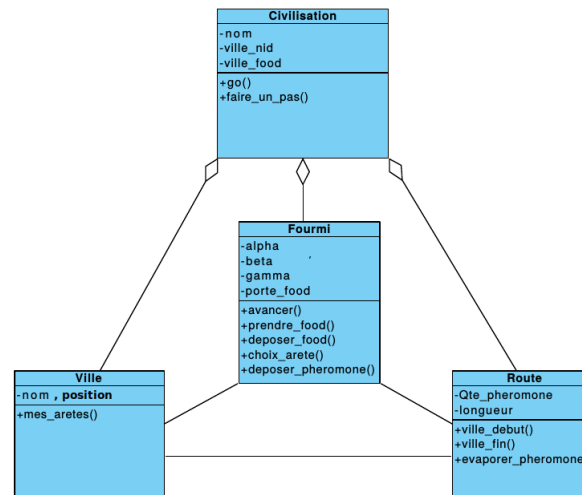 Civilisation
-nom
-ville_nid
-ville_food
+go()
+faire_un_pas()
Fourmi
-alpha
-beta
-gamma
-porte_food
+avancer()
+prendre_food()
+deposer_food()
+choix_arete()
+deposer_pheromone()
Ville
-nom , position
+mes_aretes()
Route
-Qte_pheromone
-longueur
+ville_debut()
+ville_fin()
+evaporer_pheromone